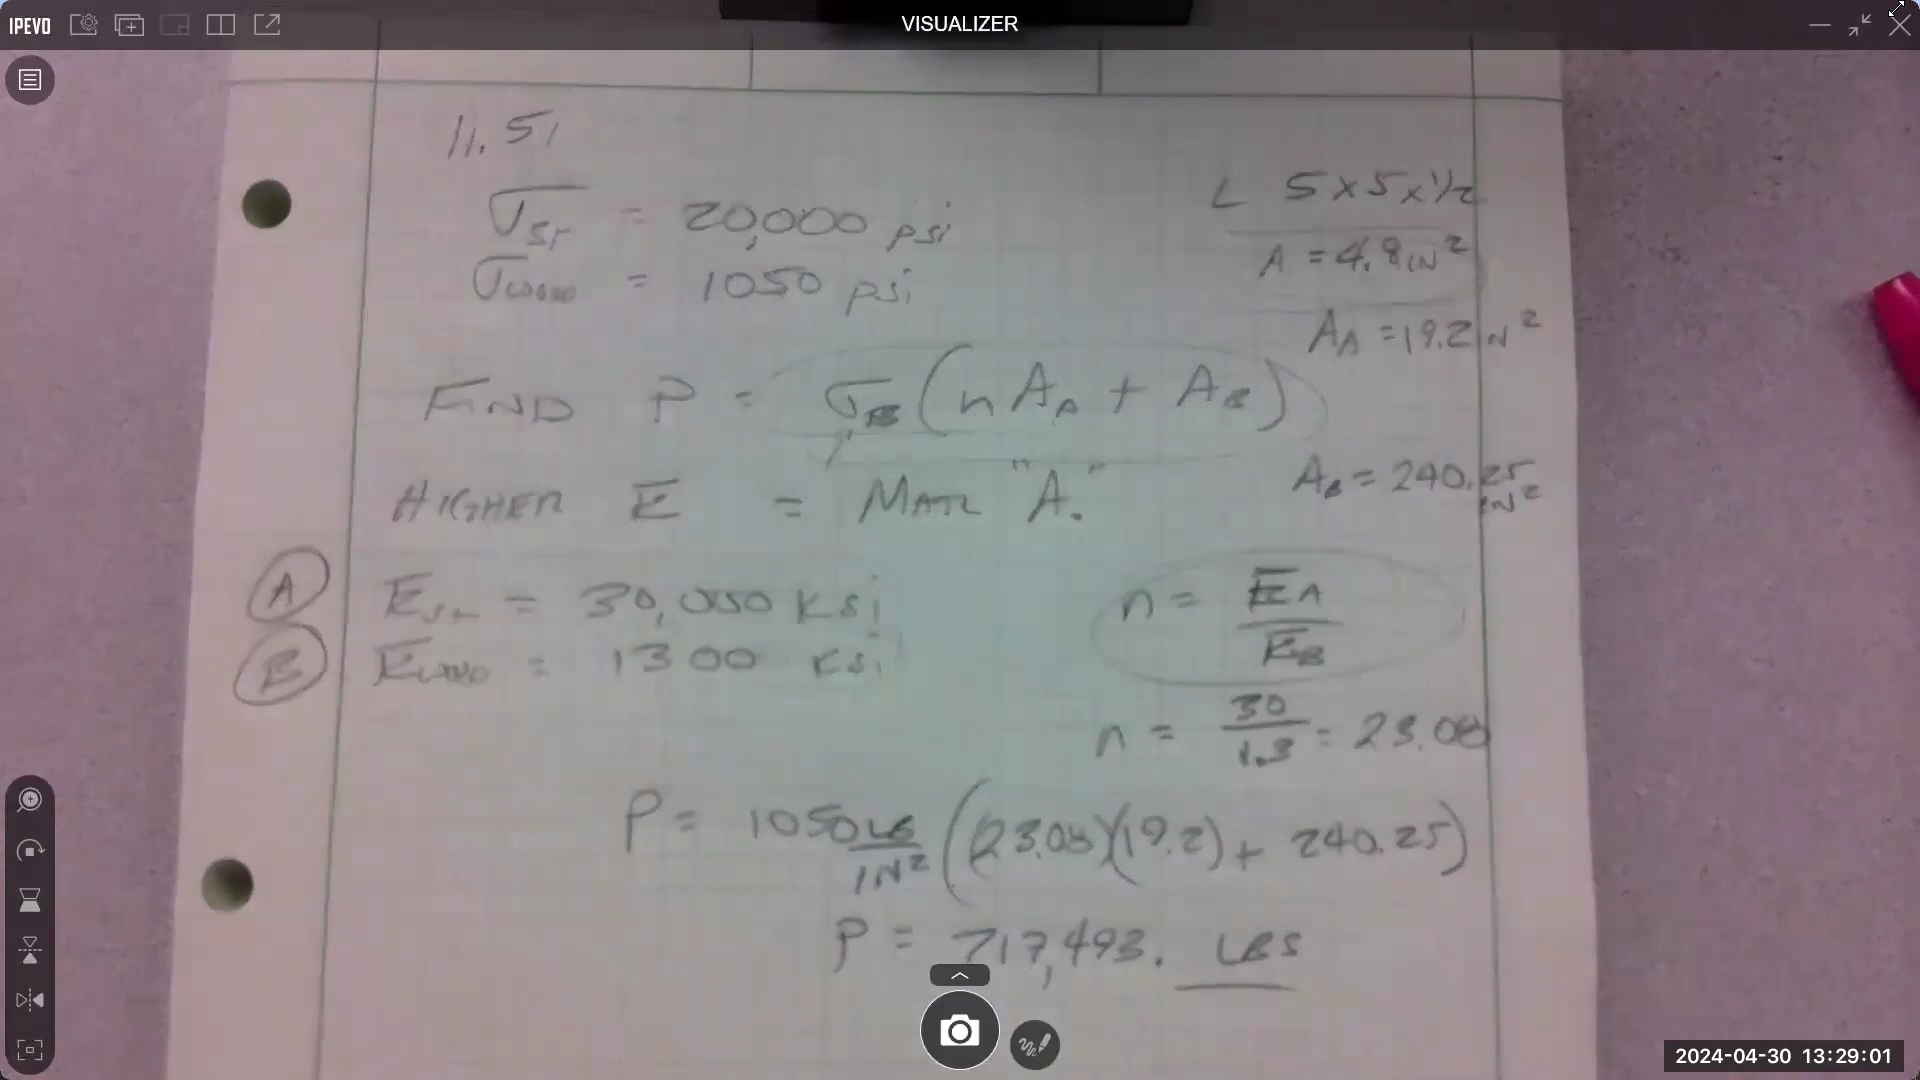 IPEVO
VISUALIZER
11.51
σST = 20,000 psi
σWOOD = 1050 psi
L 5x5x1/2
A = 4.8 IN²
AA = 19.2 IN²
FIND P = σB (n AA + AB)
AB = 240.25 IN²
HIGHER E = MATL "A."
A EST = 30,000 Ksi
B EWOOD = 1300 Ksi
n = EA / EB
n = 30 / 1.3 = 23.08
P = 1050 LB / IN² ((23.08)(19.2) + 240.25)
P = 717,493. LBS
2024-04-30 13:29:01